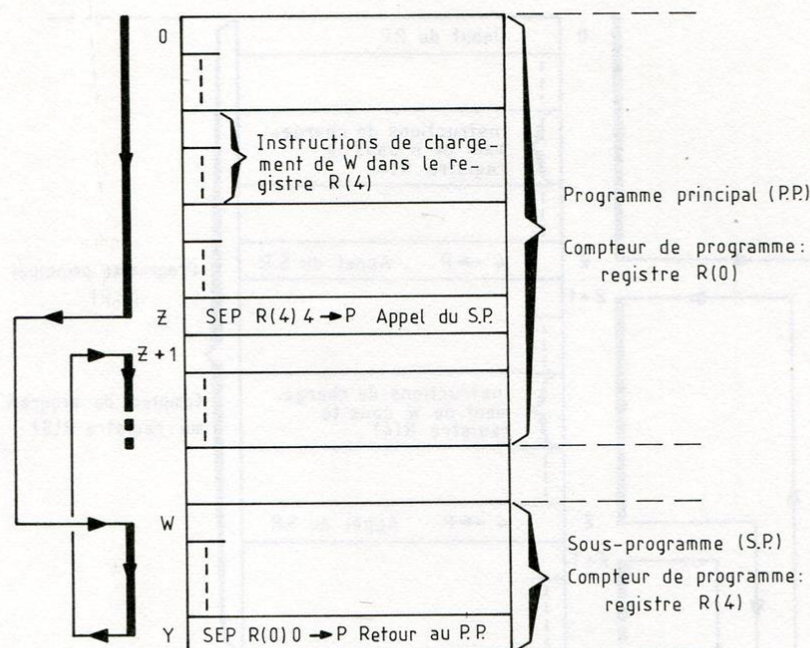 0
Instructions de charge-
ment de W dans le re-
gistre R(4)
Programme principal (P.P.)
Compteur de programme:
registre R(0)
Z SEP R(4) 4 → P Appel du S.P.
Z + 1
W
Sous-programme (S.P.)
Compteur de programme:
registre R(4)
Y SEP R(0) 0 → P Retour au P.P.